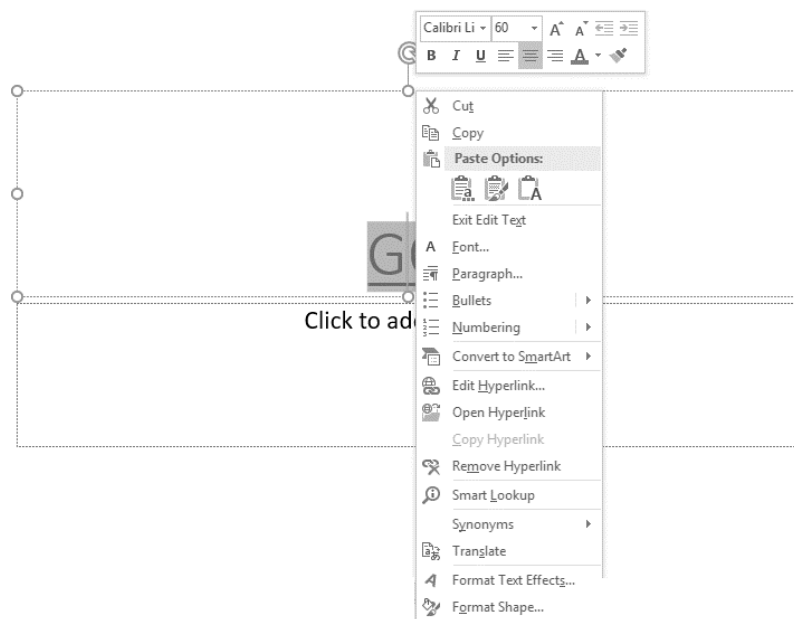 Calibri Li 60 A A
B I U A
Cut
Copy
Paste Options:
Exit Edit Text
Font...
Paragraph...
Bullets
Numbering
Convert to SmartArt
Edit Hyperlink...
Open Hyperlink
Copy Hyperlink
Remove Hyperlink
Smart Lookup
Synonyms
Translate
Format Text Effects...
Format Shape...
G
Click to ad